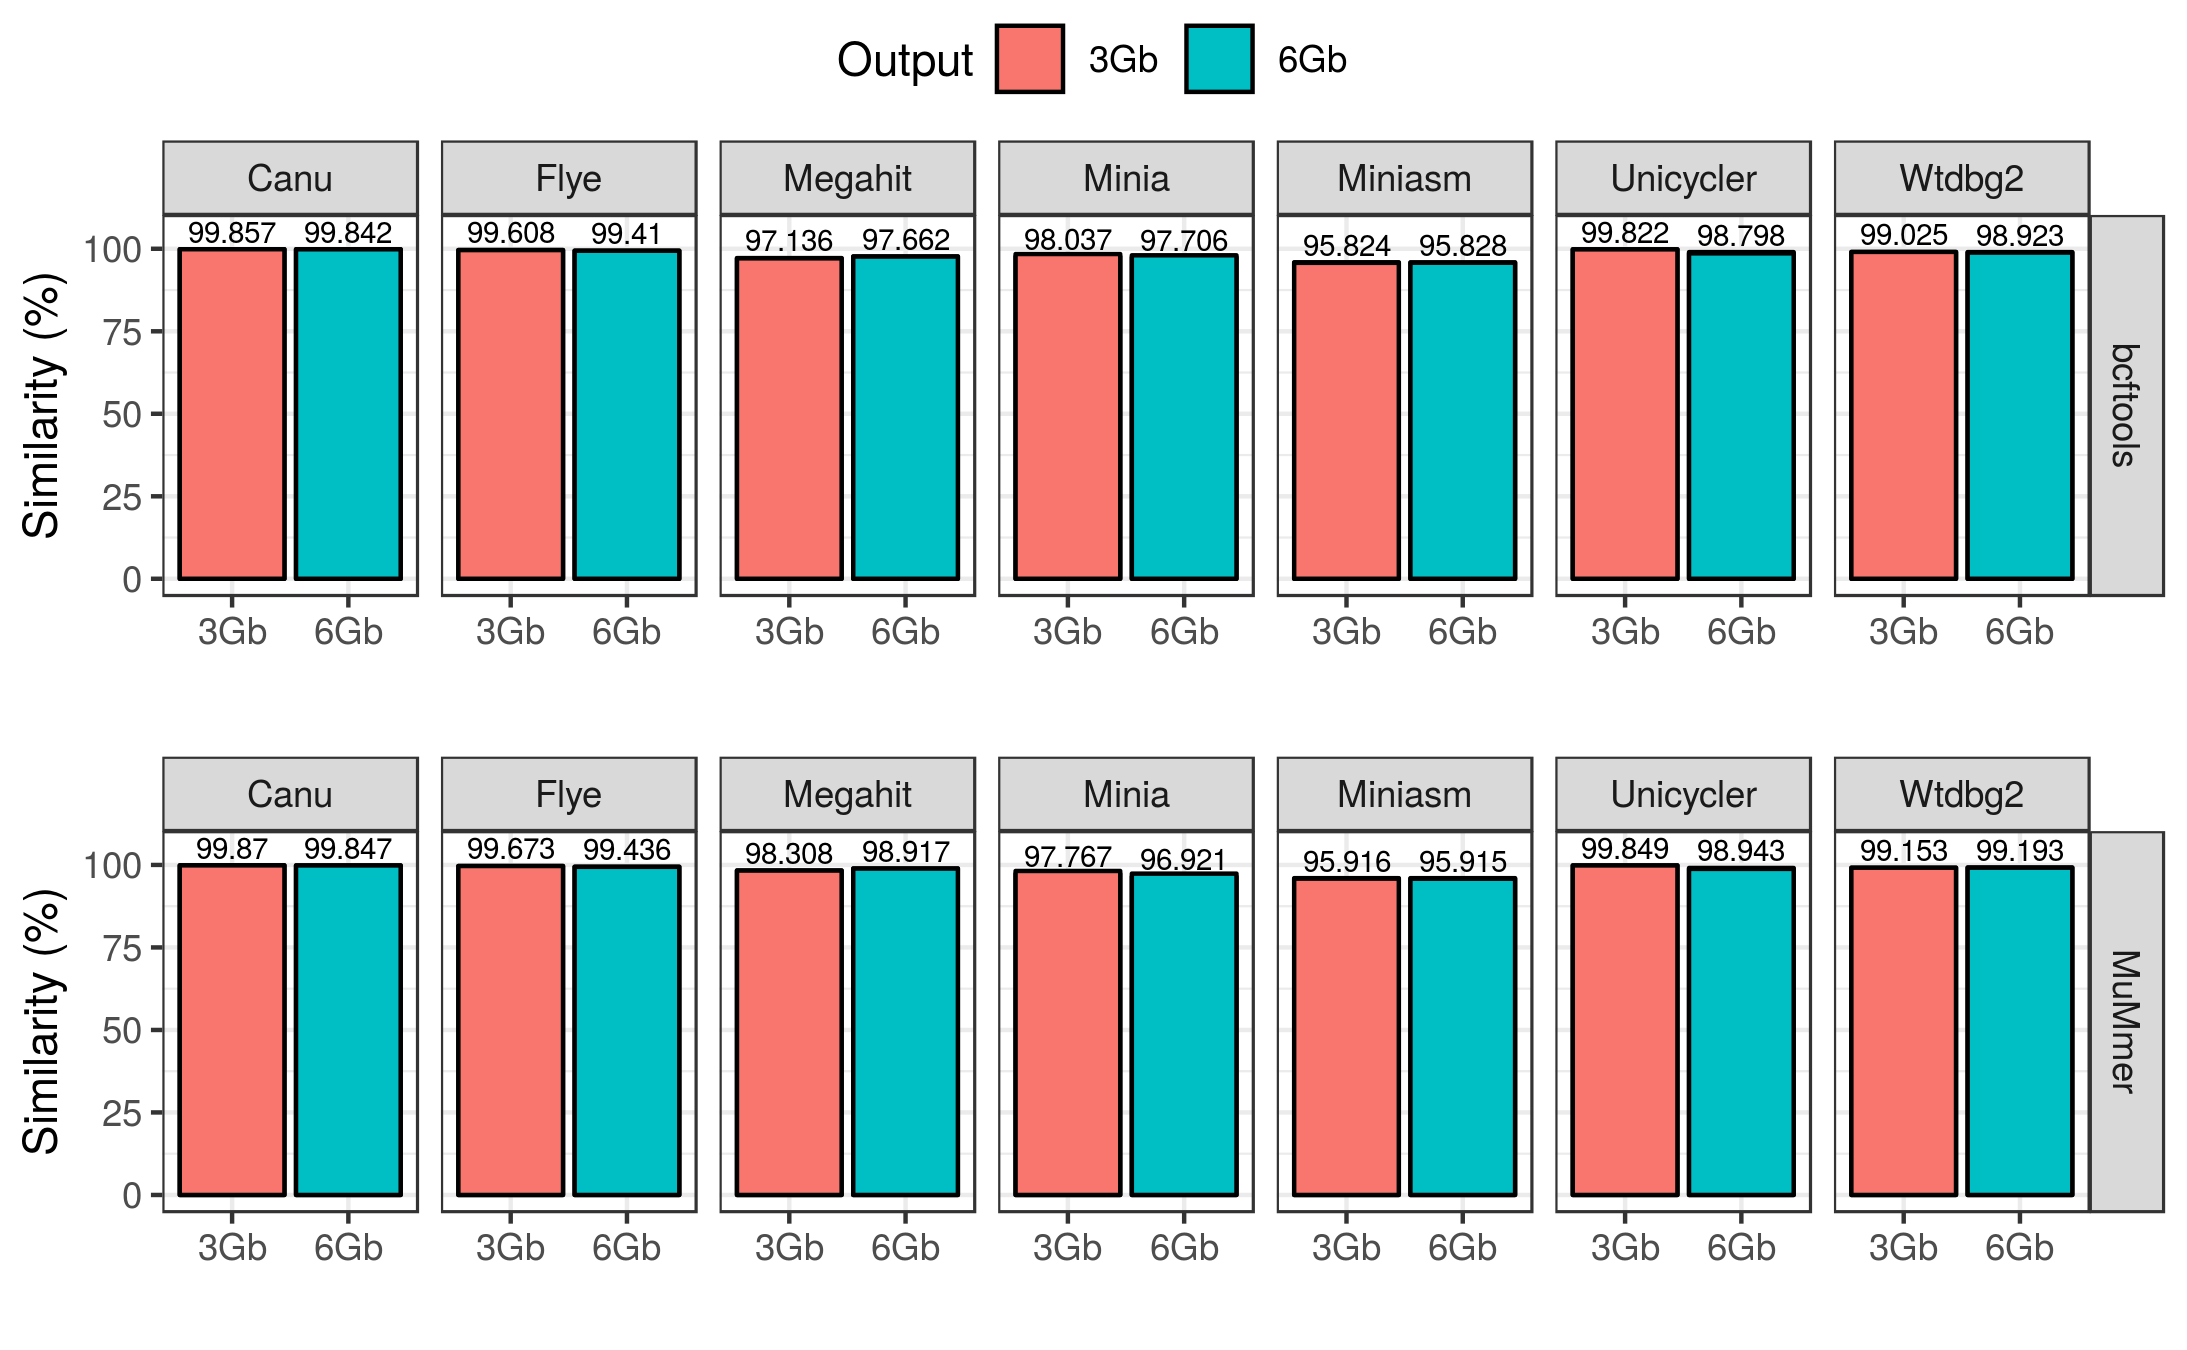 Output 3Gb 6Gb
Canu Flye Megahit Minia Miniasm Unicycler Wtdbg2
99.857 99.842 99.608 99.41 97.136 97.662 98.037 97.706 95.824 95.828 99.822 98.798 99.025 98.923
100
75
50
25
0
Similarity (%)
bcftools
3Gb 6Gb 3Gb 6Gb 3Gb 6Gb 3Gb 6Gb 3Gb 6Gb 3Gb 6Gb 3Gb 6Gb
Canu Flye Megahit Minia Miniasm Unicycler Wtdbg2
99.87 99.847 99.673 99.436 98.308 98.917 97.767 96.921 95.916 95.915 99.849 98.943 99.153 99.193
100
75
50
25
0
Similarity (%)
MuMmer
3Gb 6Gb 3Gb 6Gb 3Gb 6Gb 3Gb 6Gb 3Gb 6Gb 3Gb 6Gb 3Gb 6Gb